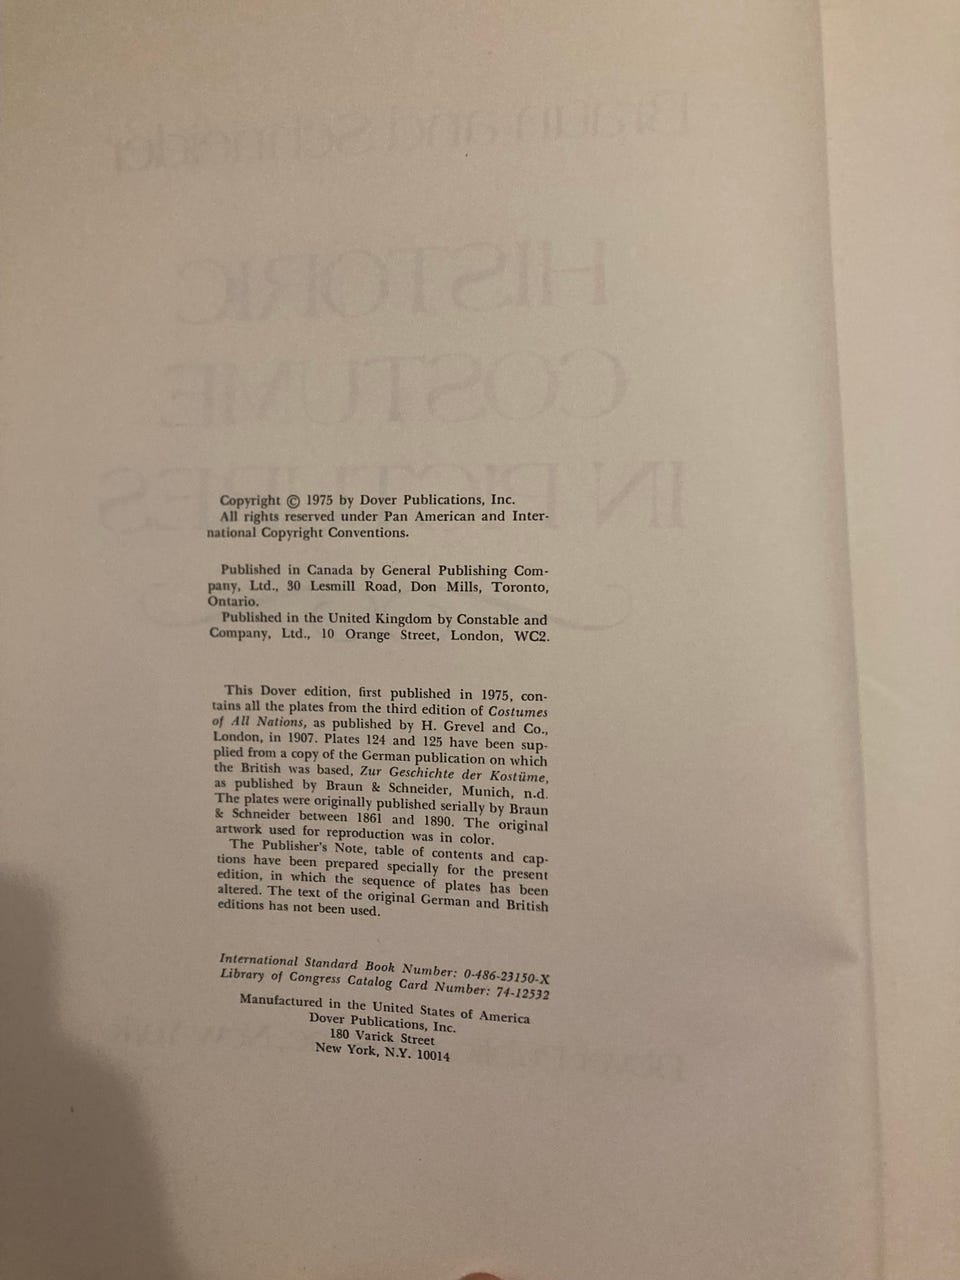 Braun and Schneider
HISTORIC
COSTUME
IN PICTURES
Copyright © 1975 by Dover Publications, Inc.
All rights reserved under Pan American and Inter-
national Copyright Conventions.
Published in Canada by General Publishing Com-
pany, Ltd., 30 Lesmill Road, Don Mills, Toronto,
Ontario.
Published in the United Kingdom by Constable and
Company, Ltd., 10 Orange Street, London, WC2.
This Dover edition, first published in 1975, con-
tains all the plates from the third edition of Costumes
of All Nations, as published by H. Grevel and Co.,
London, in 1907. Plates 124 and 125 have been sup-
plied from a copy of the German publication on which
the British was based, Zur Geschichte der Kostüme,
as published by Braun & Schneider, Munich, n.d.
The plates were originally published serially by Braun
& Schneider between 1861 and 1890. The original
artwork used for reproduction was in color.
The Publisher's Note, table of contents and cap-
tions have been prepared specially for the present
edition, in which the sequence of plates has been
altered. The text of the original German and British
editions has not been used.
International Standard Book Number: 0-486-23150-X
Library of Congress Catalog Card Number: 74-12532
Manufactured in the United States of America
Dover Publications, Inc.
180 Varick Street
New York, N.Y. 10014